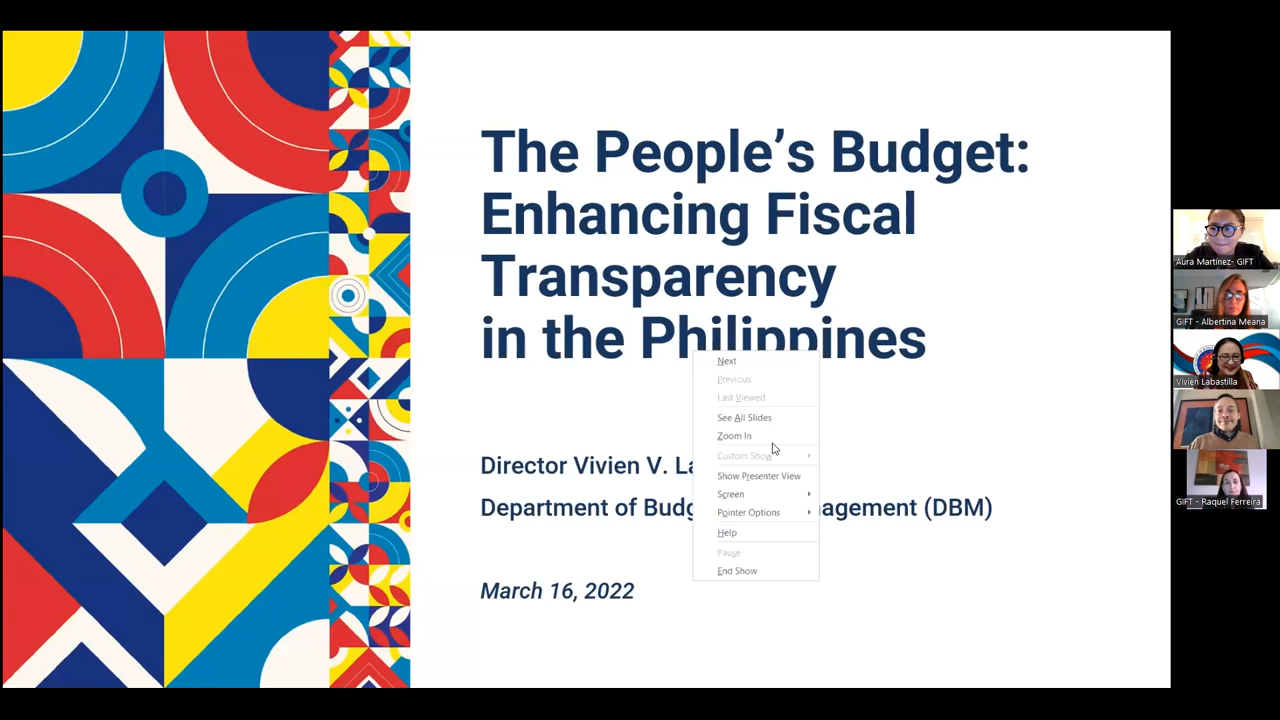 The People's Budget:
Enhancing Fiscal
Transparency
in the Philippines
Director Vivien V. La
Department of Budg
agement (DBM)
March 16, 2022
Next
Previous
Last Viewed
See All Slides
Zoom In
Custom Show
Show Presenter View
Screen
Pointer Options
Help
Pause
End Show
Aura Martínez- GIFT
GIFT - Albertina Meana
Vivien Labastilla
GIFT - Raquel Ferreira